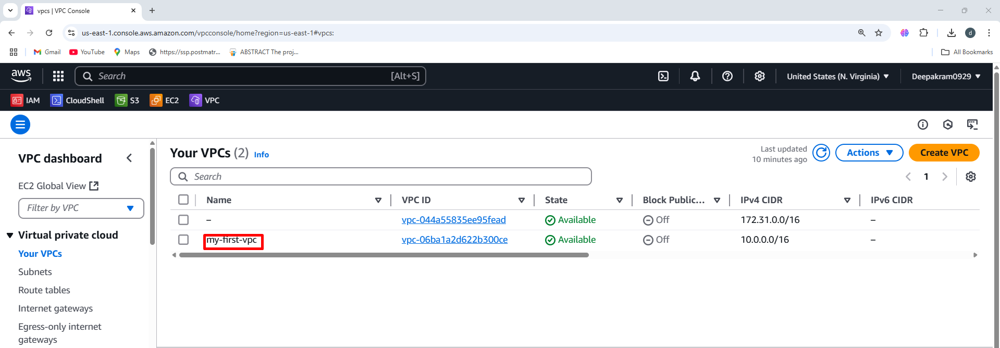 vpcs | VPC Console
us-east-1.console.aws.amazon.com/vpcconsole/home?region=us-east-1#vpcs:
d
Gmail YouTube Maps https://ssp.postmatr... ABSTRACT The proj... All Bookmarks
aws Search [Alt+S] United States (N. Virginia) Deepakram0929
IAM CloudShell S3 EC2 VPC
VPC dashboard
EC2 Global View
Filter by VPC
Virtual private cloud
Your VPCs
Subnets
Route tables
Internet gateways
Egress-only internet
gateways
Your VPCs (2) Info
Last updated
10 minutes ago
Actions
Create VPC
Search
1
Name VPC ID State Block Public... IPv4 CIDR IPv6 CIDR
– vpc-044a55835ee95fead Available Off 172.31.0.0/16 –
my-first-vpc vpc-06ba1a2d622b300ce Available Off 10.0.0.0/16 –